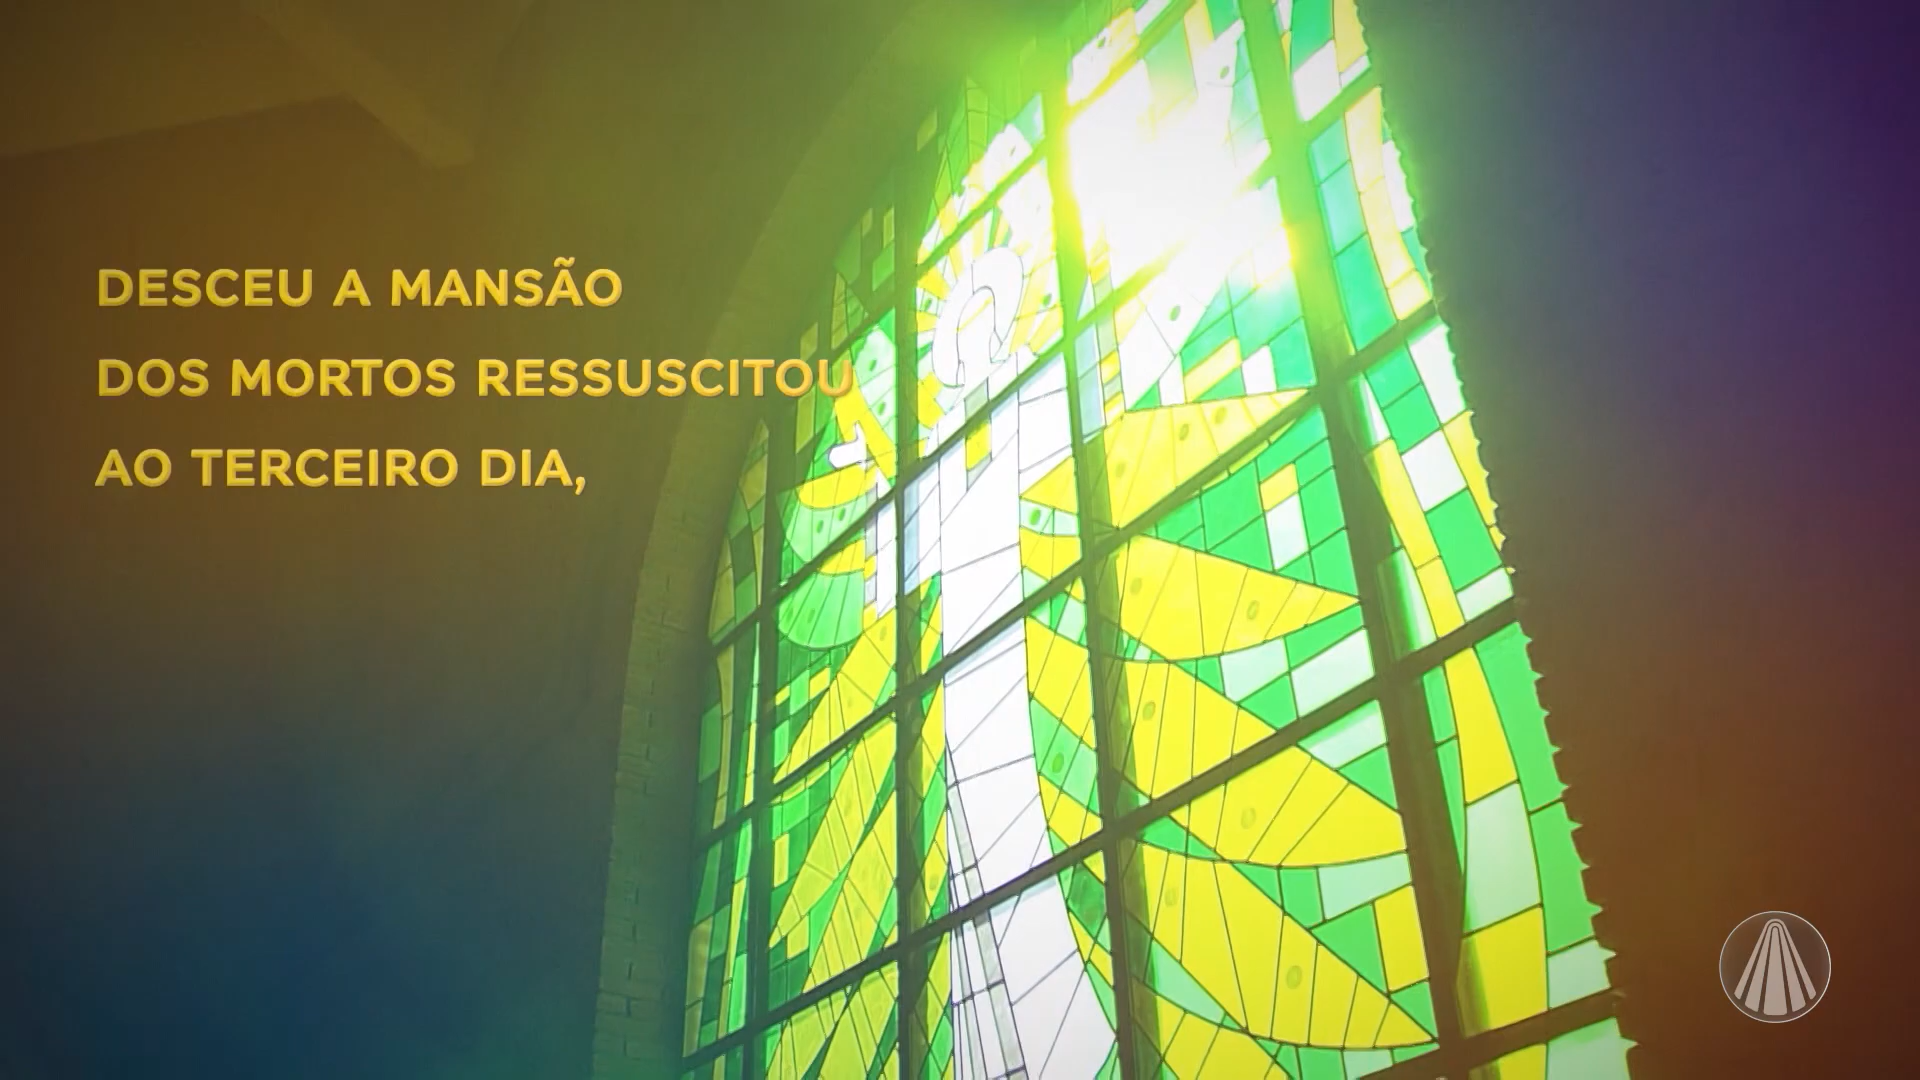 DESCEU A MANSÃO
DOS MORTOS RESSUSCITOU
AO TERCEIRO DIA,